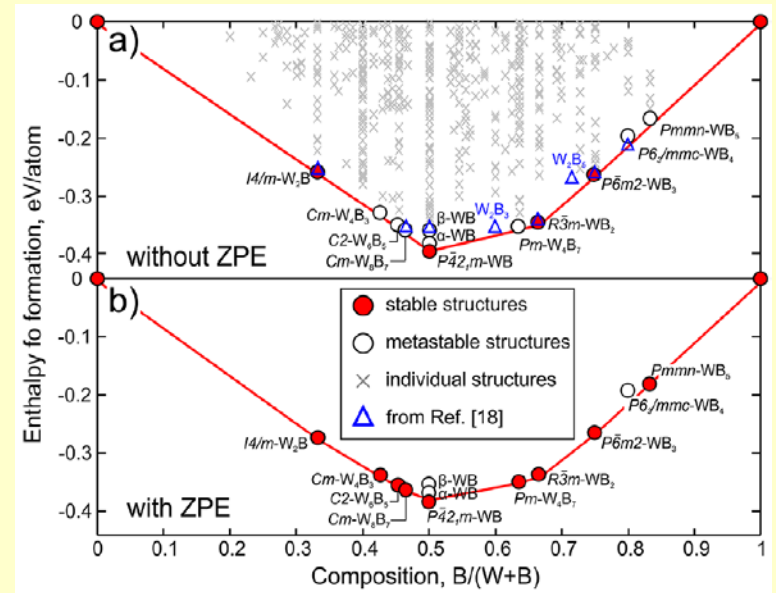 a)
0
-0.1
-0.2
-0.3
-0.4
Enthalpy fo formation, eV/atom
I4/m-W₂B
Cm-W₄B₃
C2-W₆B₅
Cm-W₈B₇
β-WB
α-WB
P4̄2₁m-WB
W₂B₃
W₂B₅
Pm-W₄B₇
R3̄m-WB₂
P6̄m2-WB₃
P6₃/mmc-WB₄
Pmmn-WB₅
without ZPE
b)
0
-0.1
-0.2
-0.3
-0.4
stable structures
metastable structures
individual structures
from Ref. [18]
I4/m-W₂B
Cm-W₄B₃
C2-W₆B₅
Cm-W₈B₇
β-WB
α-WB
P4̄2₁m-WB
Pm-W₄B₇
R3̄m-WB₂
P6̄m2-WB₃
P6₃/mmc-WB₄
Pmmn-WB₅
with ZPE
0 0.1 0.2 0.3 0.4 0.5 0.6 0.7 0.8 0.9 1
Composition, B/(W+B)